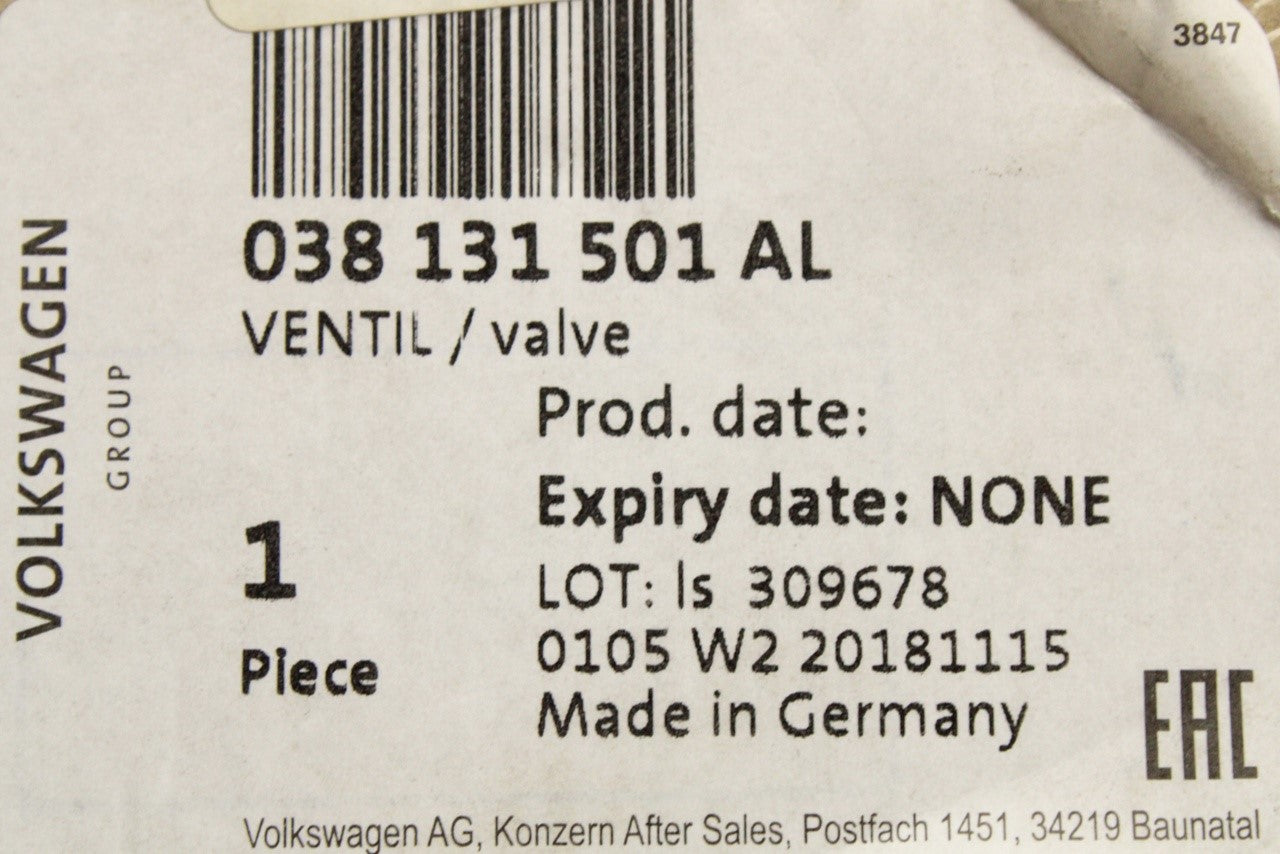 3847
038 131 501 AL
VENTIL / valve
Prod. date:
Expiry date: NONE
1
Piece
LOT: ls 309678
0105 W2 20181115
Made in Germany
EAC
VOLKSWAGEN
GROUP
Volkswagen AG, Konzern After Sales, Postfach 1451, 34219 Baunatal